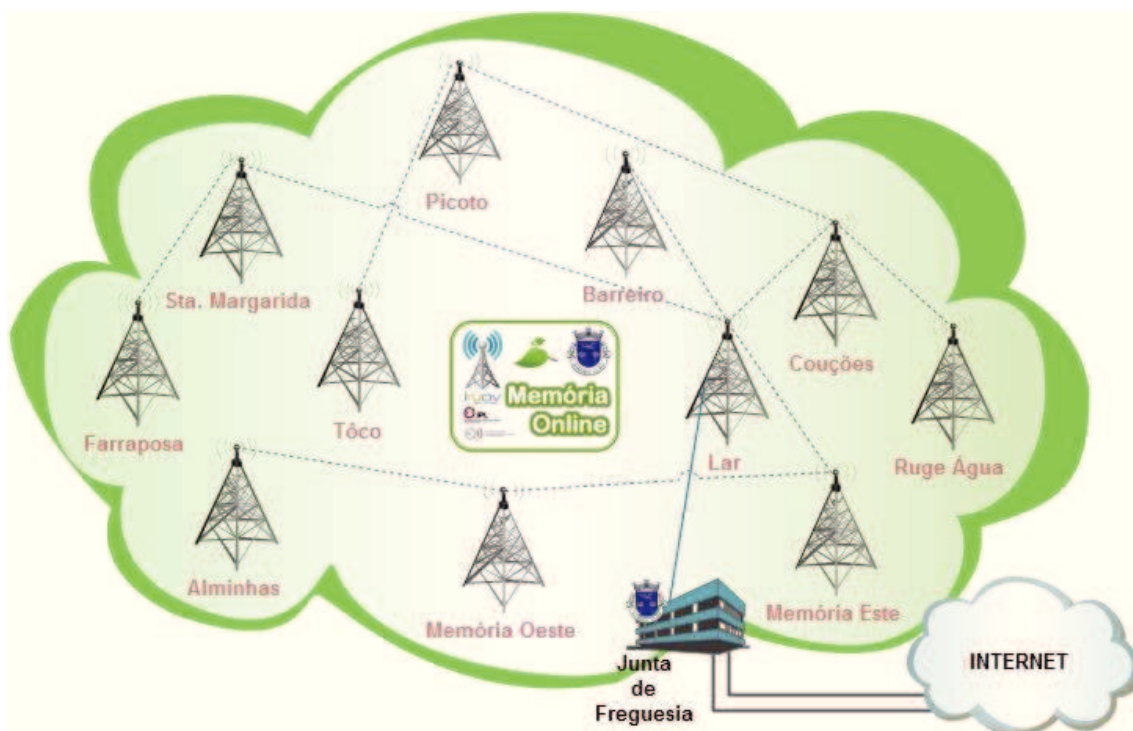 Picoto
Sta. Margarida
Barreiro
Couções
Farraposa
Tôco
Memória
Online
Lar
Ruge Água
Alminhas
Memória Oeste
Memória Este
Junta
de
Freguesia
INTERNET